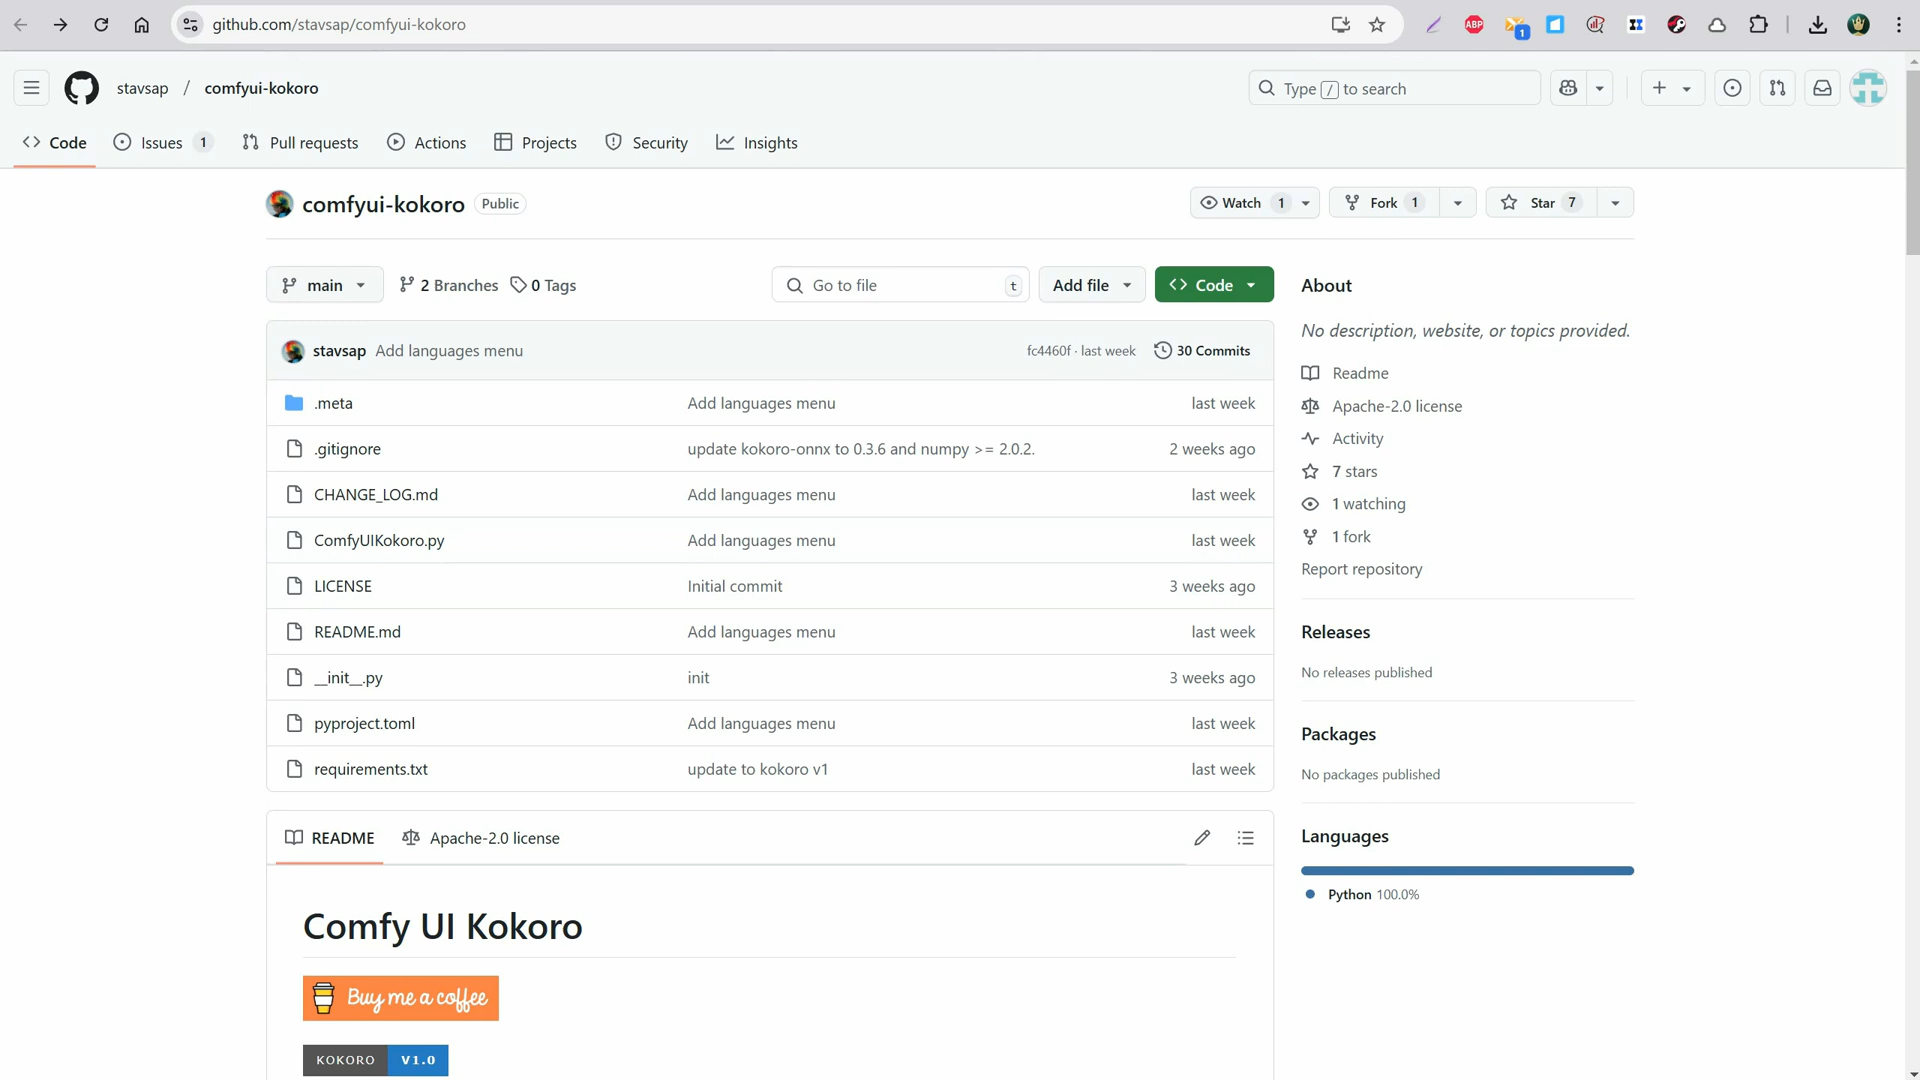 github.com/stavsap/comfyui-kokoro
ABP
1
stavsap / comfyui-kokoro
Type / to search
Code
Issues 1
Pull requests
Actions
Projects
Security
Insights
comfyui-kokoro Public
Watch 1
Fork 1
Star 7
main
2 Branches
0 Tags
Go to file t
Add file
Code
stavsap Add languages menu
fc4460f · last week
30 Commits
.meta Add languages menu last week
.gitignore update kokoro-onnx to 0.3.6 and numpy >= 2.0.2. 2 weeks ago
CHANGE_LOG.md Add languages menu last week
ComfyUIKokoro.py Add languages menu last week
LICENSE Initial commit 3 weeks ago
README.md Add languages menu last week
__init__.py init 3 weeks ago
pyproject.toml Add languages menu last week
requirements.txt update to kokoro v1 last week
README
Apache-2.0 license
Comfy UI Kokoro
Buy me a coffee
KOKORO V1.0
About
No description, website, or topics provided.
Readme
Apache-2.0 license
Activity
7 stars
1 watching
1 fork
Report repository
Releases
No releases published
Packages
No packages published
Languages
Python 100.0%